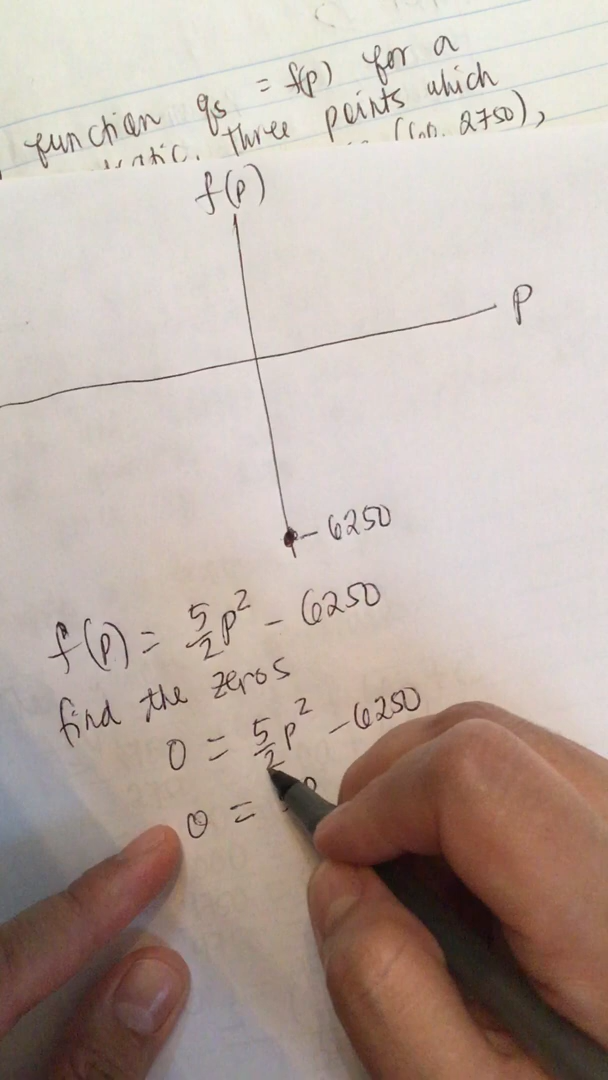 function qs = f(p) for a
three points which
2750),
f(p)
p
-6250
f(p) = 5/2 p² - 6250
find the zeros
0 = 5/2 p² - 6250
0 =